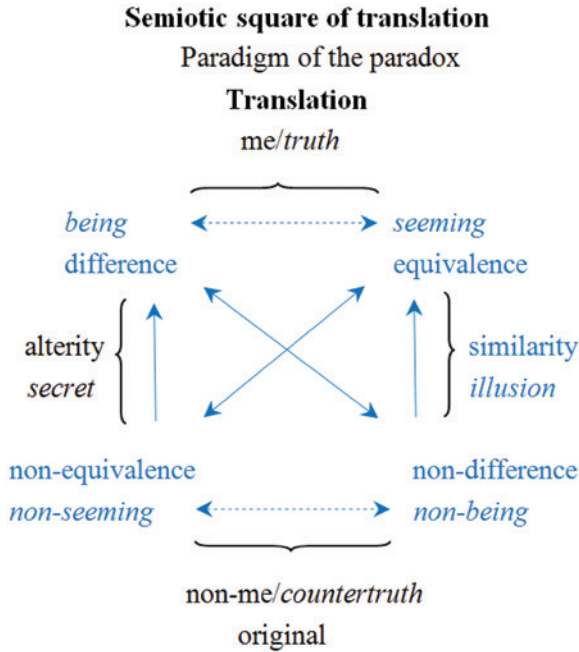 Semiotic square of translation
Paradigm of the paradox
Translation
me/truth
being
seeming
difference
equivalence
alterity
similarity
secret
illusion
non-equivalence
non-difference
non-seeming
non-being
non-me/countertruth
original